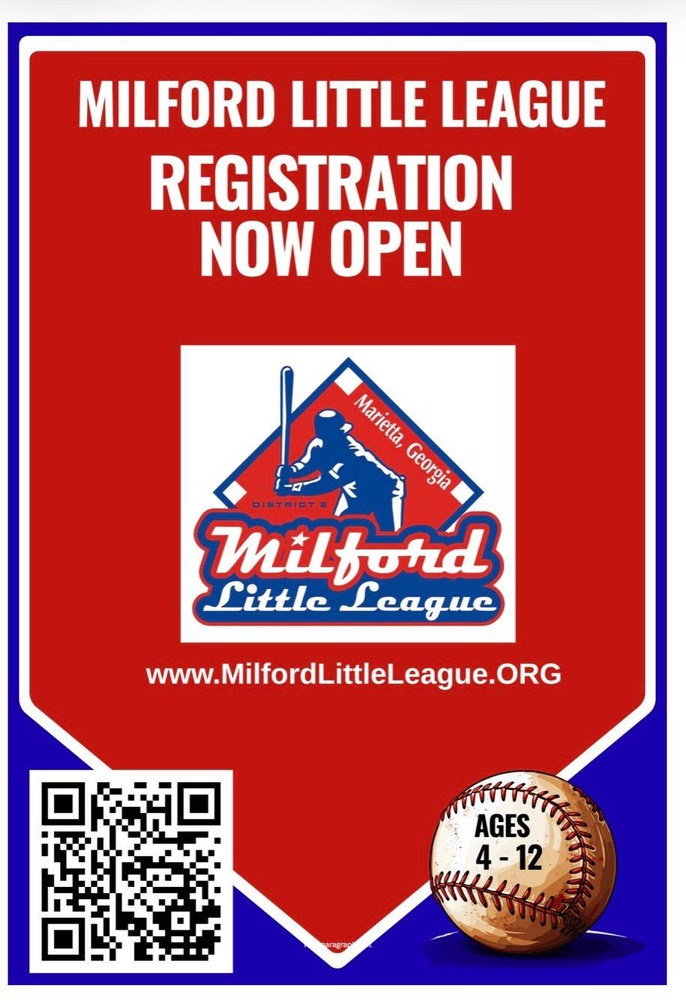 MILFORD LITTLE LEAGUE
REGISTRATION
NOW OPEN
Marietta, Georgia
DISTRICT 2
Milford
Little League
www.MilfordLittleLeague.ORG
AGES
4 - 12